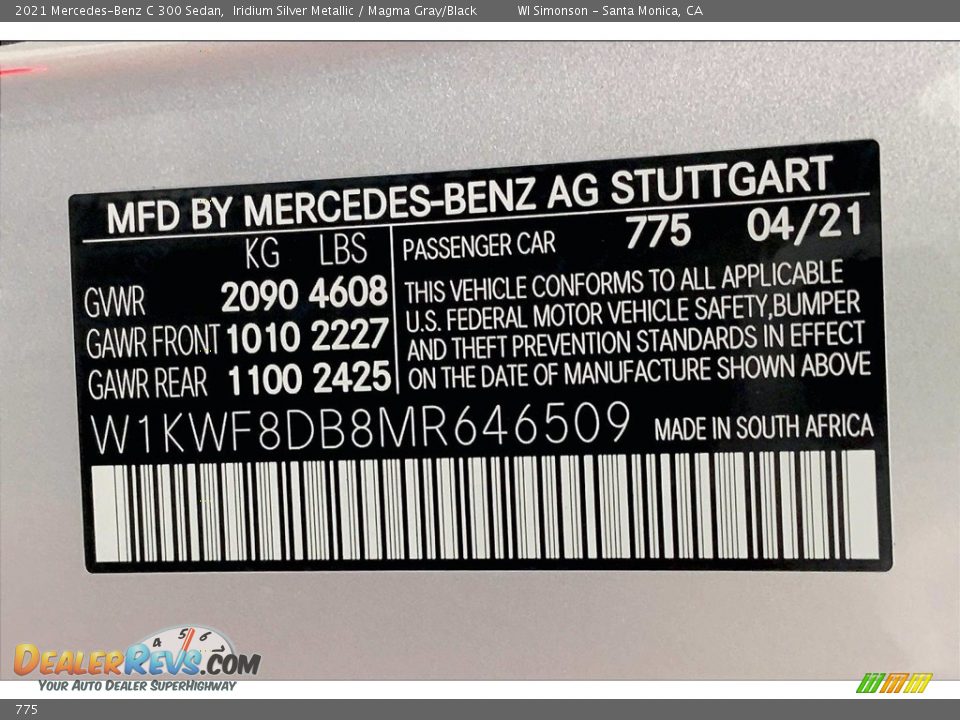 2021 Mercedes-Benz C 300 Sedan, Iridium Silver Metallic / Magma Gray/Black WI Simonson - Santa Monica, CA
MFD BY MERCEDES-BENZ AG STUTTGART
KG LBS
GVWR 2090 4608
GAWR FRONT 1010 2227
GAWR REAR 1100 2425
PASSENGER CAR 775 04/21
THIS VEHICLE CONFORMS TO ALL APPLICABLE
U.S. FEDERAL MOTOR VEHICLE SAFETY,BUMPER
AND THEFT PREVENTION STANDARDS IN EFFECT
ON THE DATE OF MANUFACTURE SHOWN ABOVE
W1KWF8DB8MR646509 MADE IN SOUTH AFRICA
4 5 6 7
DEALERREVS.COM
YOUR AUTO DEALER SUPERHIGHWAY
775